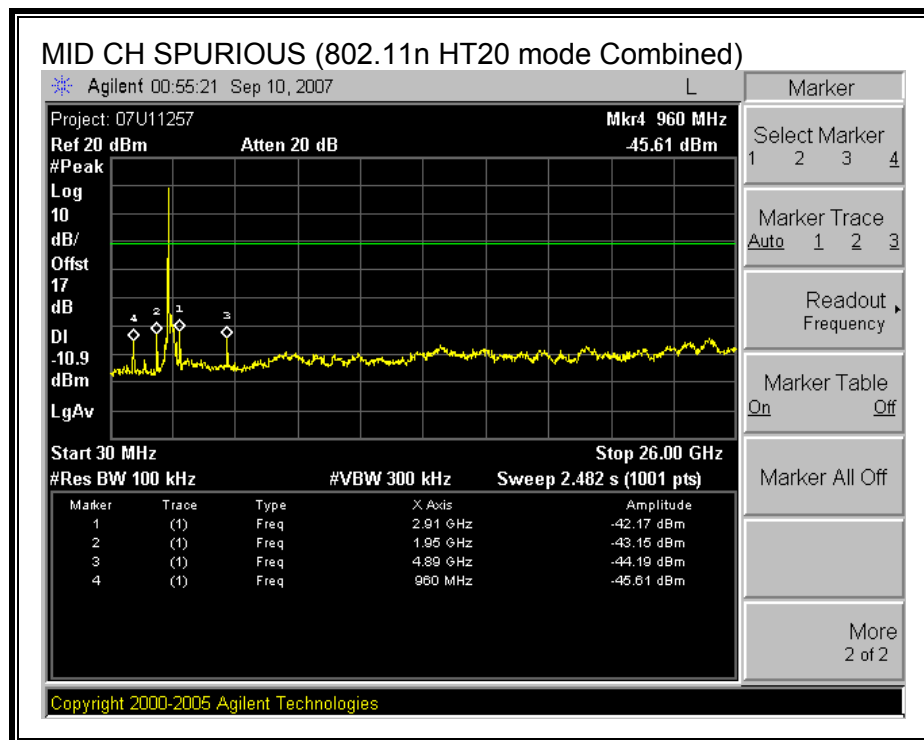 MID CH SPURIOUS (802.11n HT20 mode Combined)
Agilent 00:55:21 Sep 10, 2007 L
Project: 07U11257 Mkr4 960 MHz
Ref 20 dBm Atten 20 dB -45.61 dBm
#Peak
Log
10
dB/
Offst
17
dB
DI
-10.9
dBm
LgAv
4 2 1 3
Start 30 MHz Stop 26.00 GHz
#Res BW 100 kHz #VBW 300 kHz Sweep 2.482 s (1001 pts)
Marker Trace Type X Axis Amplitude
1 (1) Freq 2.91 GHz -42.17 dBm
2 (1) Freq 1.95 GHz -43.15 dBm
3 (1) Freq 4.89 GHz -44.19 dBm
4 (1) Freq 960 MHz -45.61 dBm
Copyright 2000-2005 Agilent Technologies
Marker
Select Marker
1 2 3 4
Marker Trace
Auto 1 2 3
Readout
Frequency
Marker Table
On Off
Marker All Off
More
2 of 2